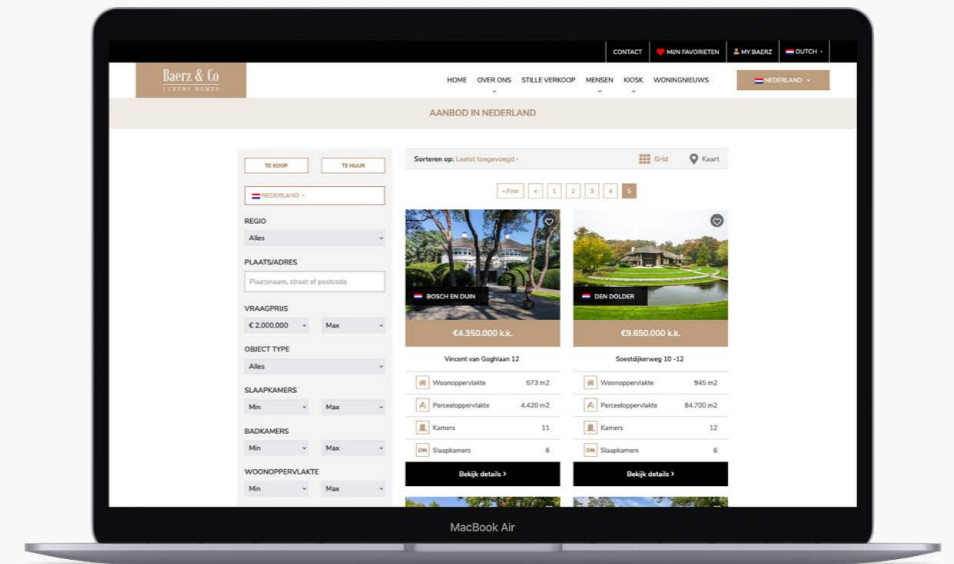 CONTACT
MIJN FAVORIETEN
MY BAERZ
DUTCH
Baerz & Co
LUXURY HOMES
HOME
OVER ONS
STILLE VERKOOP
MENSEN
KIOSK
WONINGNIEUWS
NEDERLAND
AANBOD IN NEDERLAND
TE KOOP
TE HUUR
NEDERLAND
REGIO
Alles
PLAATS/ADRES
Plaatsnaam, straat of postcode
VRAAGPRIJS
€ 2.000.000
Max
OBJECT TYPE
Alles
SLAAPKAMERS
Min
Max
BADKAMERS
Min
Max
WOONOPPERVLAKTE
Min
Max
Sorteren op: Laatst toegevoegd
Grid
Kaart
« First
<
1
2
3
4
5
BOSCH EN DUIN
€4.350.000 k.k.
Vincent van Goghlaan 12
Woonoppervlakte 673 m2
Perceeloppervlakte 4.420 m2
Kamers 11
Slaapkamers 6
Bekijk details >
DEN DOLDER
€9.650.000 k.k.
Soestdijkerweg 10 -12
Woonoppervlakte 945 m2
Perceeloppervlakte 84.700 m2
Kamers 12
Slaapkamers 6
Bekijk details >
MacBook Air